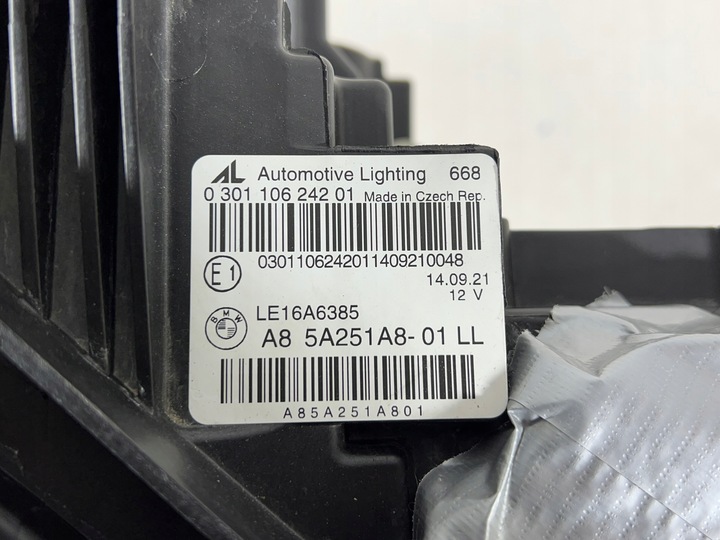 AL Automotive Lighting 668
0 301 106 242 01 Made in Czech Rep.
0301106242011409210048
E1
14.09.21
12 V
BMW
LE16A6385
A8 5A251A8-01 LL
A85A251A801